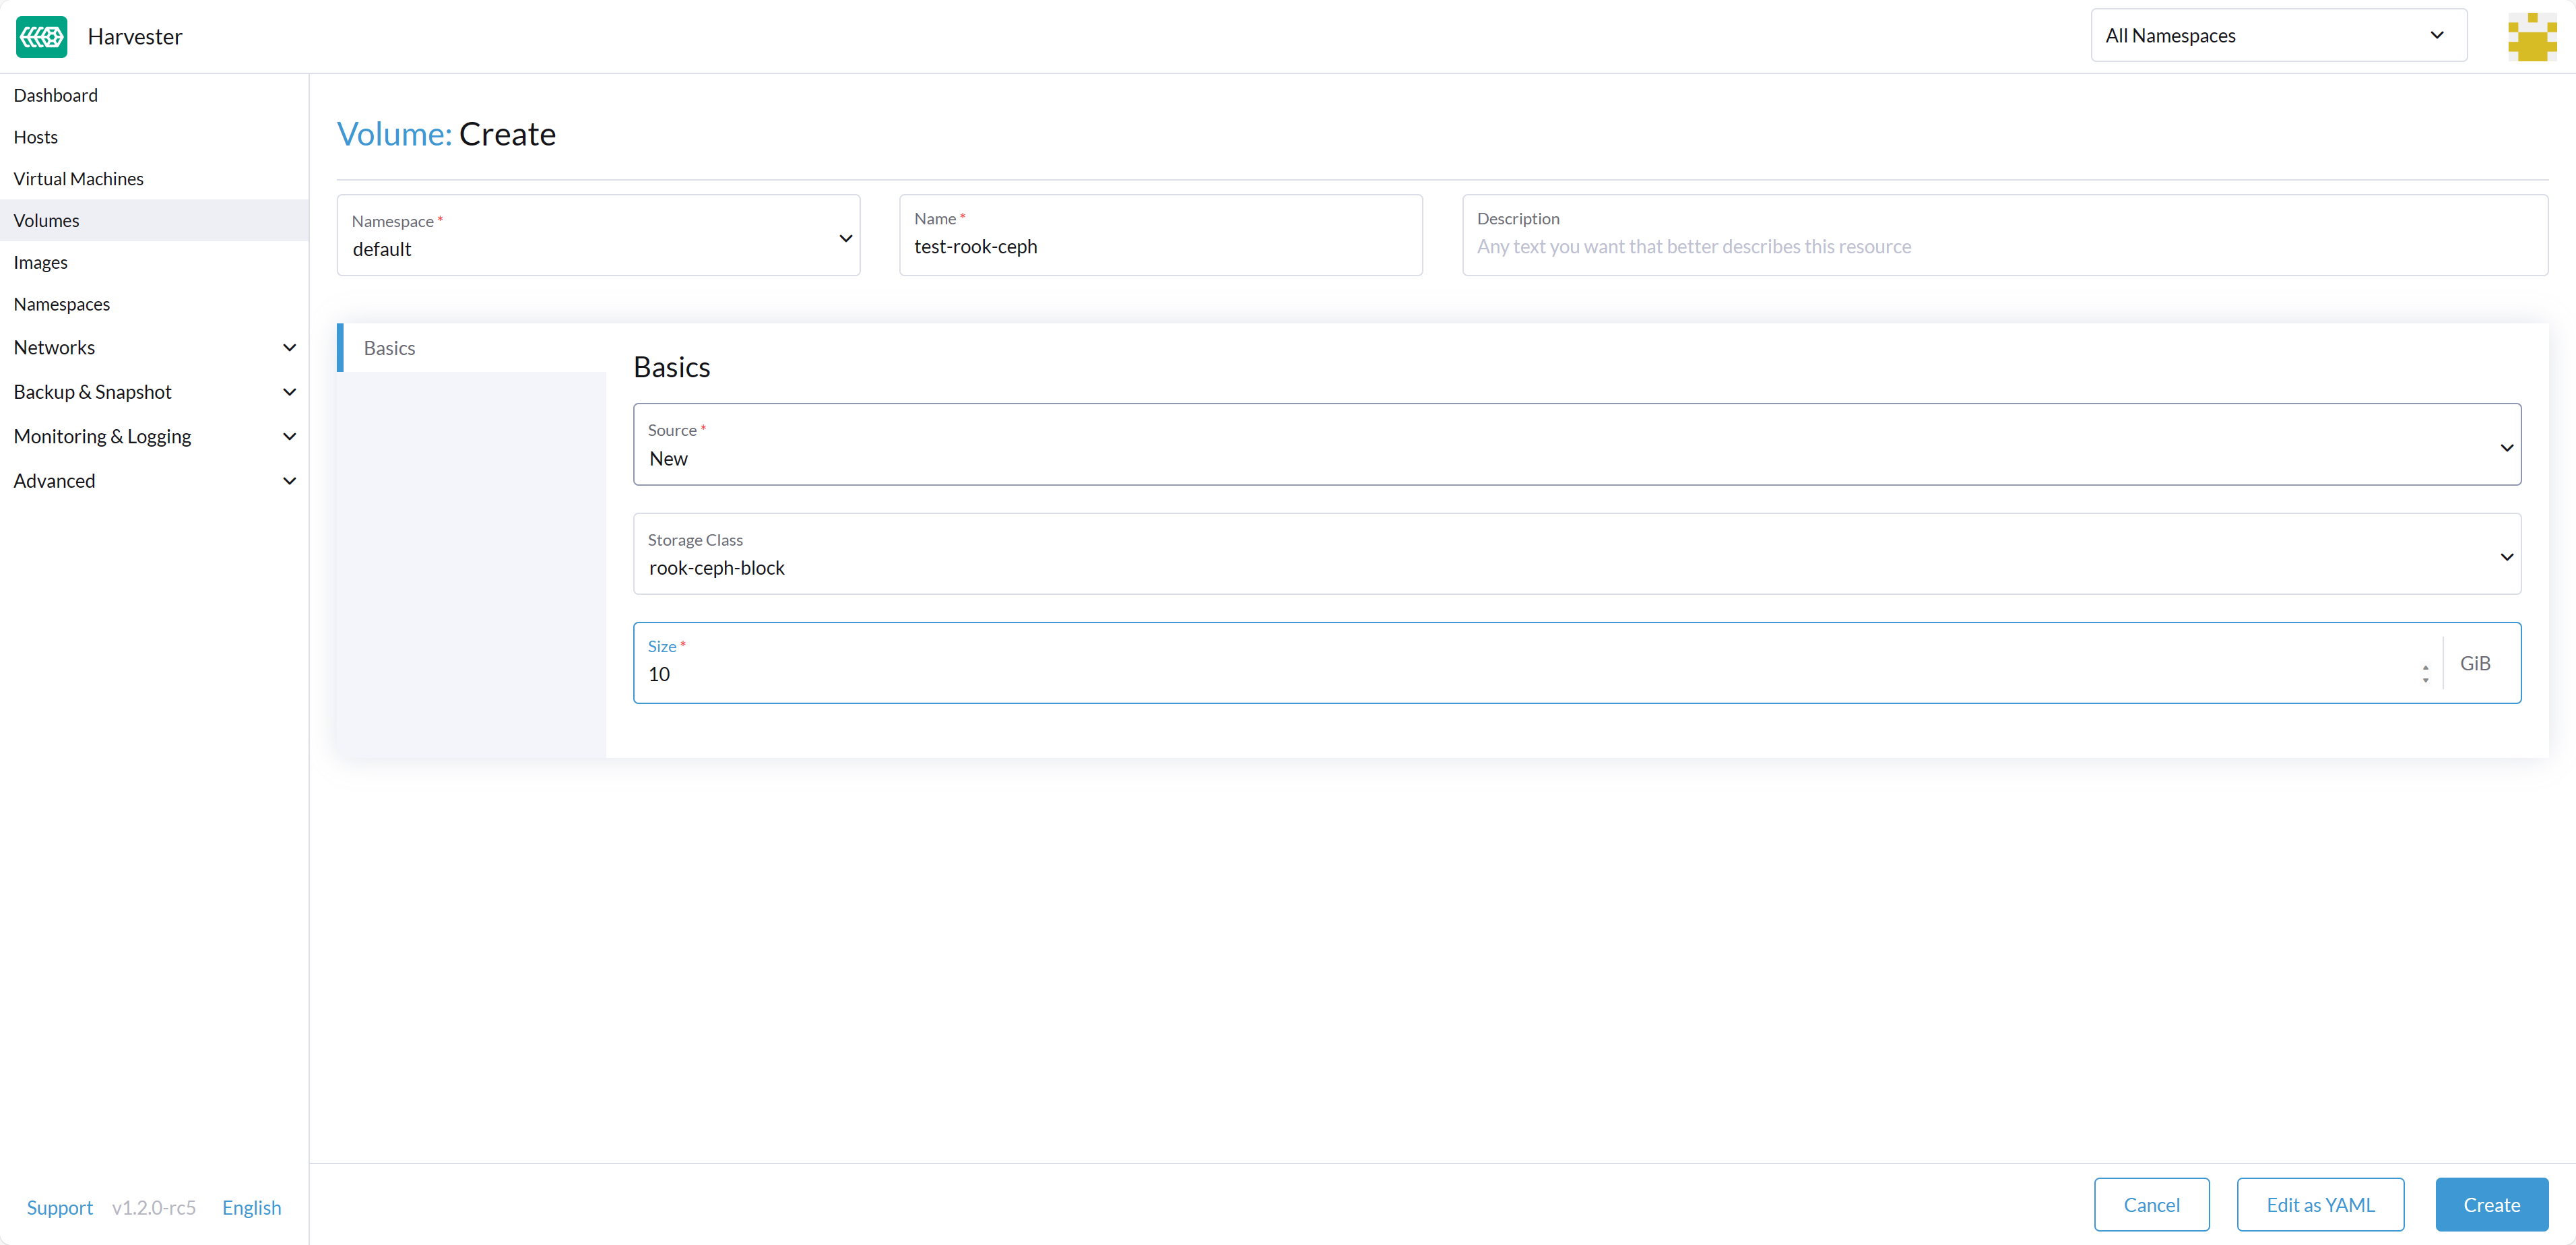 Harvester
All Namespaces
Dashboard
Hosts
Virtual Machines
Volumes
Images
Namespaces
Networks
Backup & Snapshot
Monitoring & Logging
Advanced
Support v1.2.0-rc5 English
Volume: Create
Namespace *
default
Name *
test-rook-ceph
Description
Any text you want that better describes this resource
Basics
Basics
Source *
New
Storage Class
rook-ceph-block
Size *
10
GiB
Cancel
Edit as YAML
Create